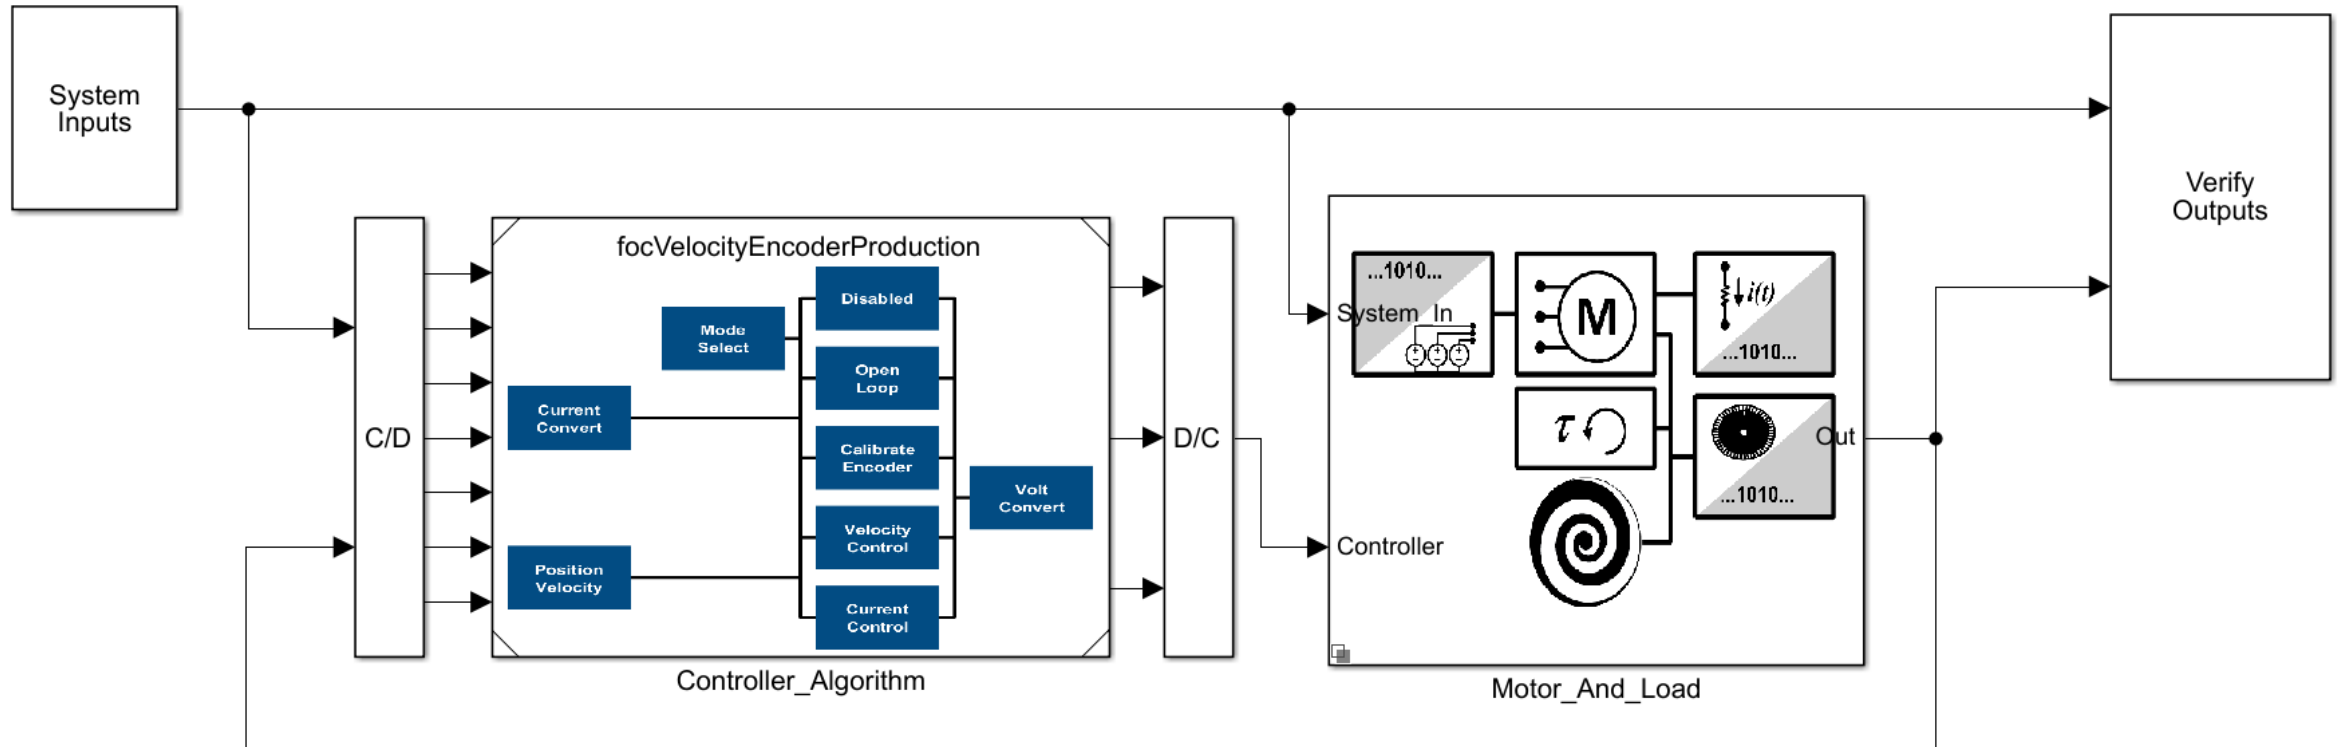 System
Inputs
Verify
Outputs
C/D
focVelocityEncoderProduction
Mode
Select
Current
Convert
Position
Velocity
Disabled
Open
Loop
Calibrate
Encoder
Velocity
Control
Current
Control
Volt
Convert
Controller_Algorithm
D/C
...1010...
System_In
M
i(t)
...1010...
τ
Out
...1010...
Controller
Motor_And_Load